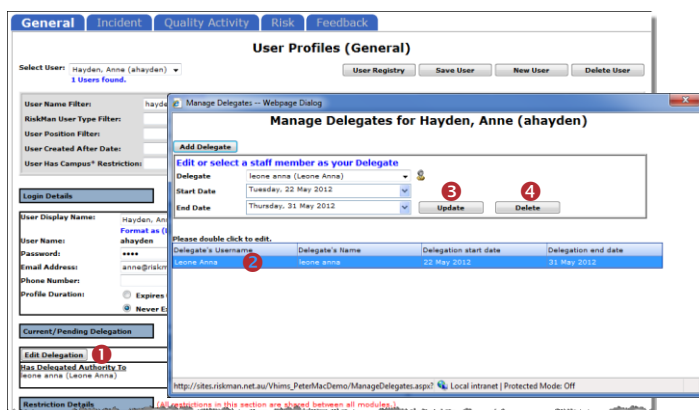 General Incident Quality Activity Risk Feedback
User Profiles (General)
Select User: Hayden, Anne (ahayden)
1 Users found.
User Registry Save User New User Delete User
User Name Filter: hayde
RiskMan User Type Filter:
User Position Filter:
User Created After Date:
User Has Campus* Restriction:
Login Details
User Display Name: Hayden, An
Format as (L
User Name: ahayden
Password: ••••
Email Address: anne@riskm
Phone Number:
Profile Duration: Expires
Never E
Current/Pending Delegation
Edit Delegation 1
Has Delegated Authority To
leone anna (Leone Anna)
Restriction Details (All restrictions in this section are shared between all modules.)
Manage Delegates -- Webpage Dialog
Manage Delegates for Hayden, Anne (ahayden)
Add Delegate
Edit or select a staff member as your Delegate
Delegate leone anna (Leone Anna)
Start Date Tuesday, 22 May 2012
End Date Thursday, 31 May 2012
3 4
Update Delete
Please double click to edit.
Delegate's Username Delegate's Name Delegation start date Delegation end date
Leone Anna 2 leone anna 22 May 2012 31 May 2012
http://sites.riskman.net.au/Vhims_PeterMacDemo/ManageDelegates.aspx? Local intranet | Protected Mode: Off